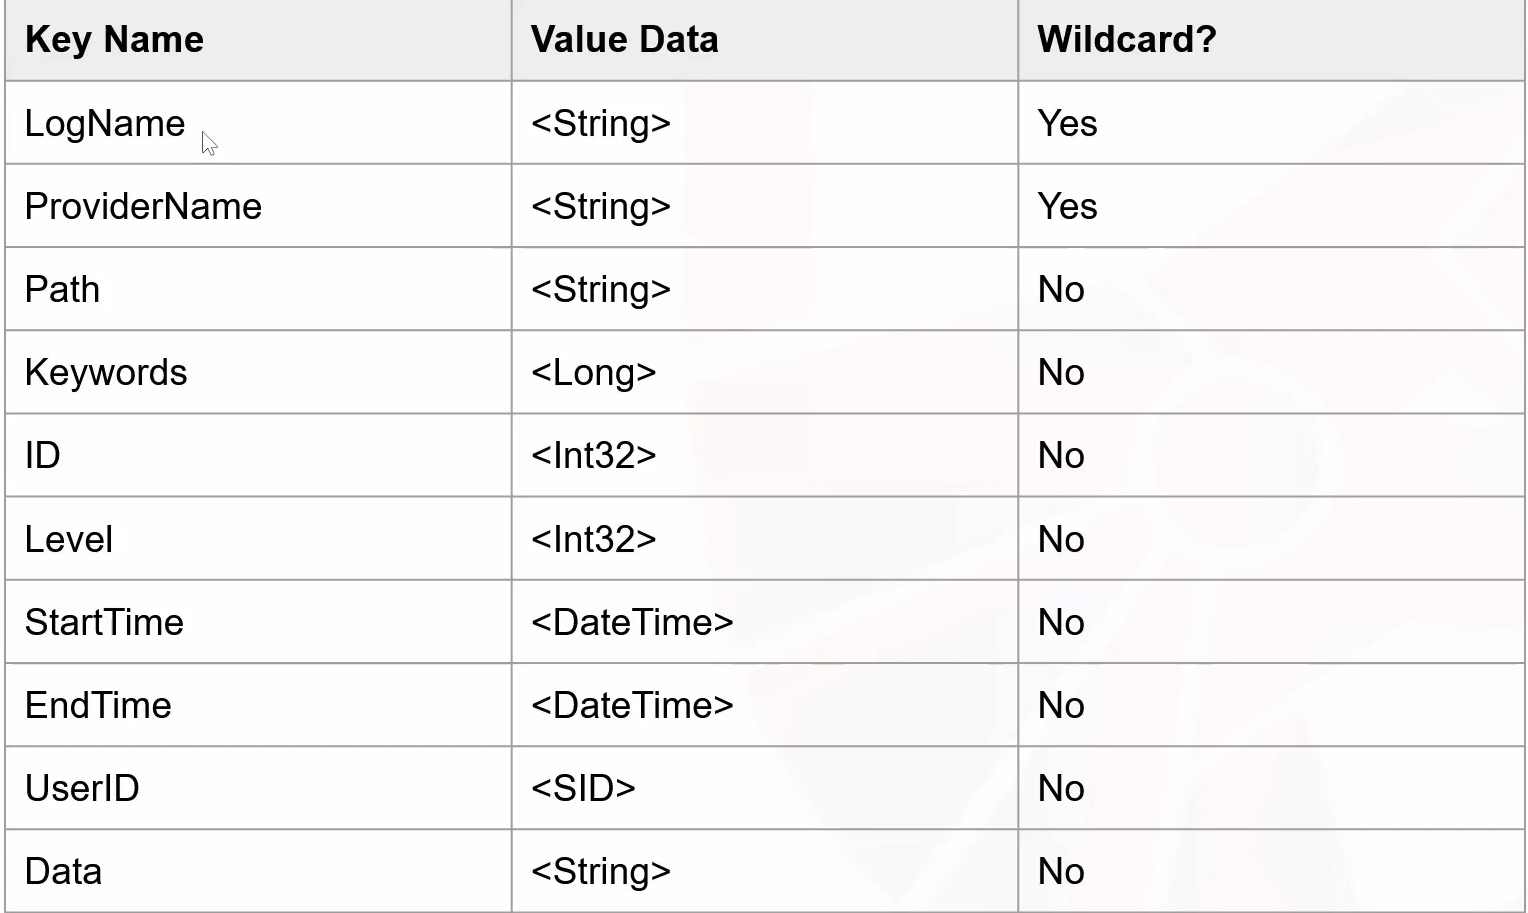 Key Name Value Data Wildcard?
LogName <String> Yes
ProviderName <String> Yes
Path <String> No
Keywords <Long> No
ID <Int32> No
Level <Int32> No
StartTime <DateTime> No
EndTime <DateTime> No
UserID <SID> No
Data <String> No